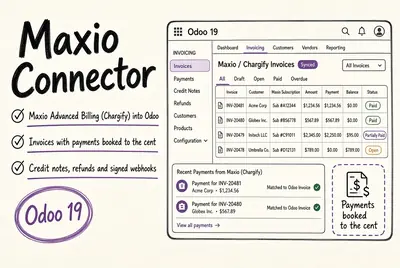 Maxio
Connector
Maxio Advanced Billing (Chargify) into Odoo
Invoices with payments booked to the cent
Credit notes, refunds and signed webhooks
Odoo 19
Odoo 19
INVOICING
Invoices
Payments
Credit Notes
Refunds
Customers
Products
Configuration
Dashboard Invoicing Customers Vendors Reporting
Maxio / Chargify Invoices Synced All Invoices
All Draft Open Paid Overdue
Invoice Customer Maxio Subscription Amount Payment Balance Status
INV-20481 Acme Corp Sub #A12344 $1,234.56 $1,234.56 $0.00 Paid
INV-20480 Globex Inc. Sub #B56778 $567.89 $567.89 $0.00 Paid
INV-20479 Initech LLC Sub #C91011 $2,345.00 $2,250.00 $95.00 Partially Paid
INV-20478 Umbrella Co. Sub #D12131 $789.00 $0.00 $789.00 Open
Recent Payments from Maxio (Chargify)
Payment for INV-20481
Acme Corp • $1,234.56
Matched to Odoo Invoice
Payment for INV-20480
Globex Inc. • $567.89
Matched to Odoo Invoice
View all payments
Payments
booked to
the cent